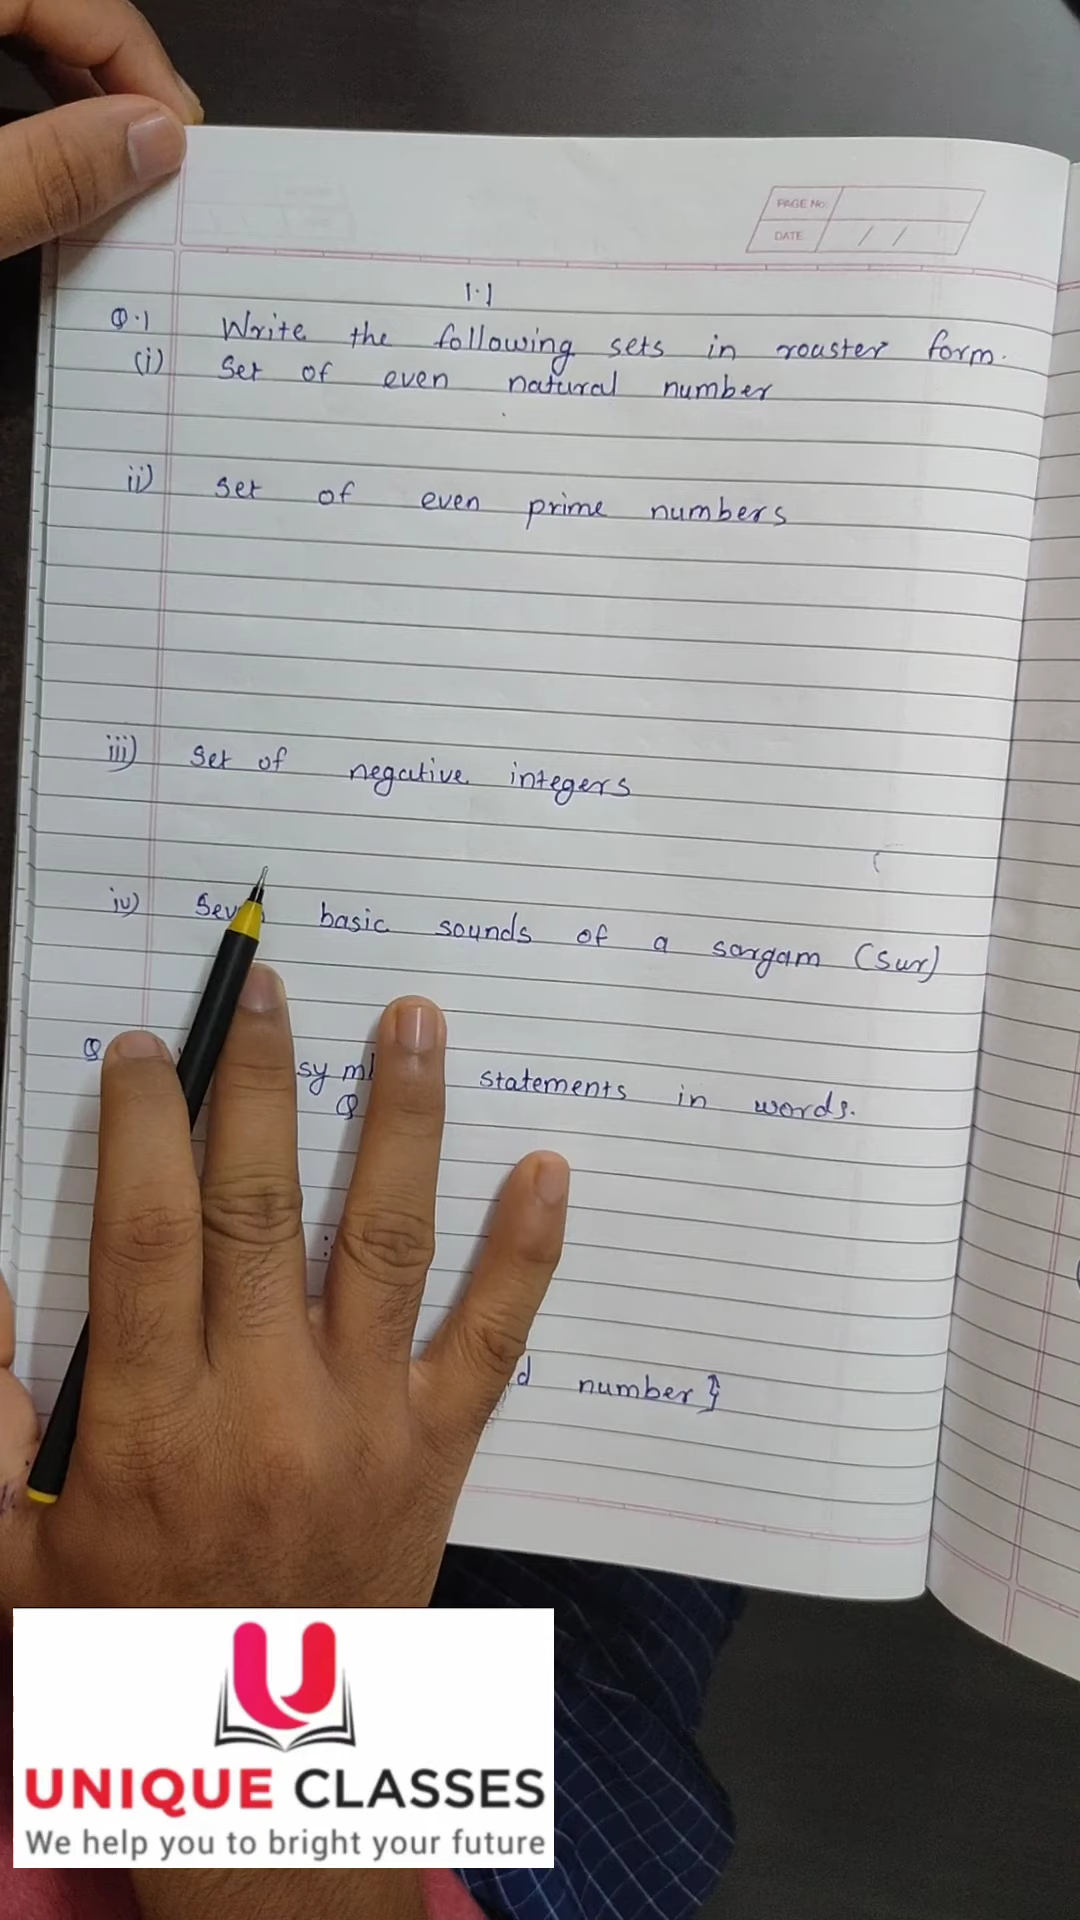 PAGE No.
DATE / /
1.1
Q.1 Write the following sets in rouster form.
(i) Set of even natural number
ii) set of even prime numbers
iii) Set of negative integers
iv) basic sounds of a sargam (sur)
Q statements in words.
Q
number}
UNIQUE CLASSES
We help you to bright your future